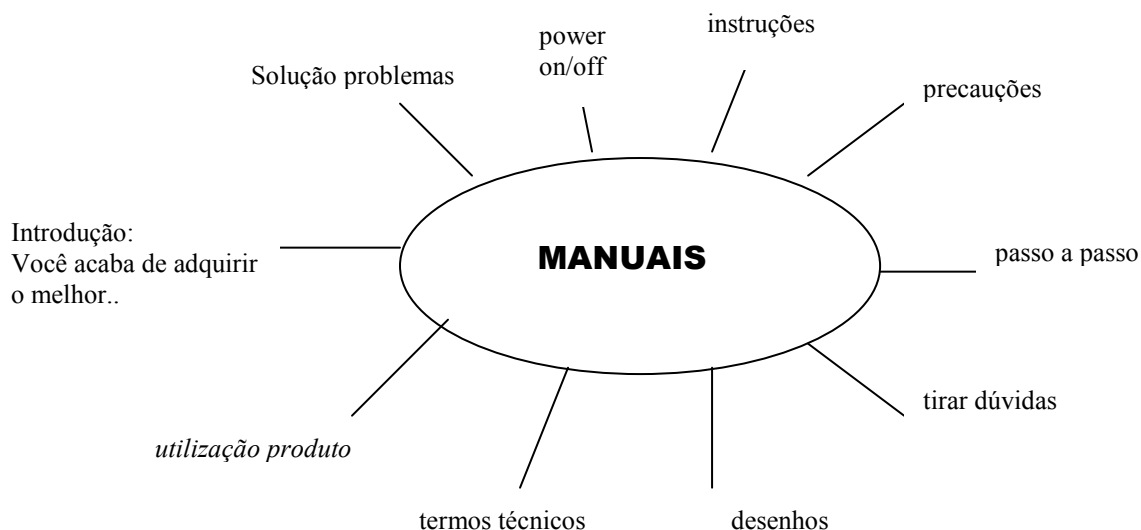 instruções
power
on/off
Solução problemas
precauções
Introdução:
Você acaba de adquirir
o melhor..
MANUAIS
passo a passo
tirar dúvidas
utilização produto
termos técnicos
desenhos